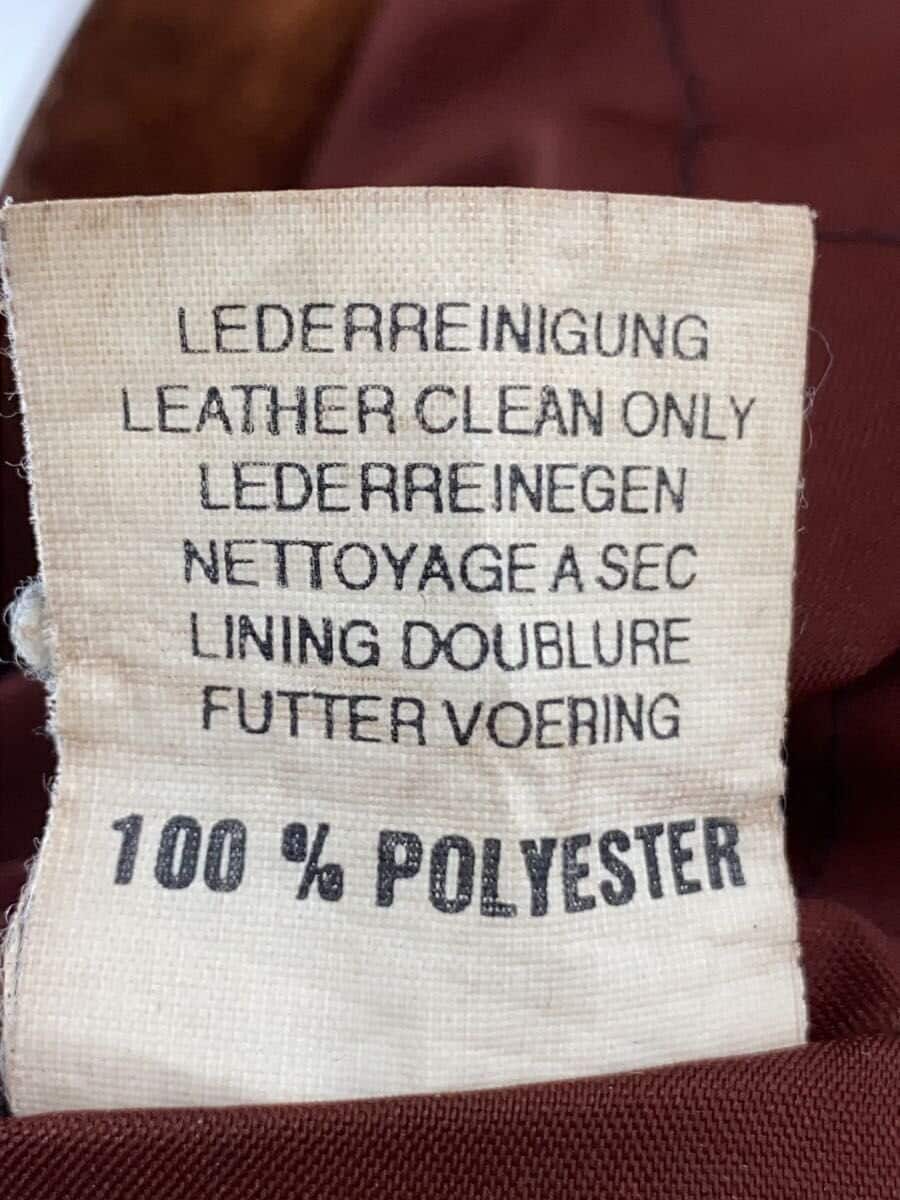 LEDERREINIGUNG
LEATHER CLEAN ONLY
LEDERREINEGEN
NETTOYAGE A SEC
LINING DOUBLURE
FUTTER VOERING
100 % POLYESTER